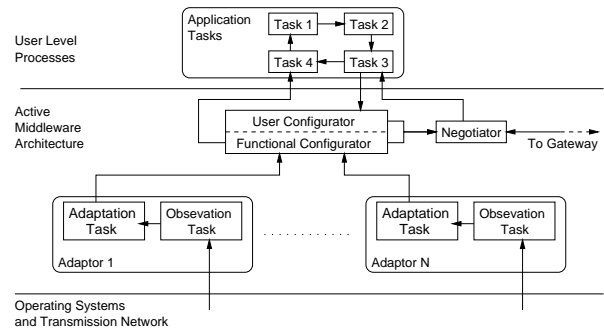 Application
Tasks
Task 1
Task 2
Task 4
Task 3
User Level
Processes
Active
Middleware
Architecture
User Configurator
Functional Configurator
Negotiator
To Gateway
Adaptation
Task
Obsevation
Task
Adaptor 1
Adaptation
Task
Obsevation
Task
Adaptor N
Operating Systems
and Transmission Network